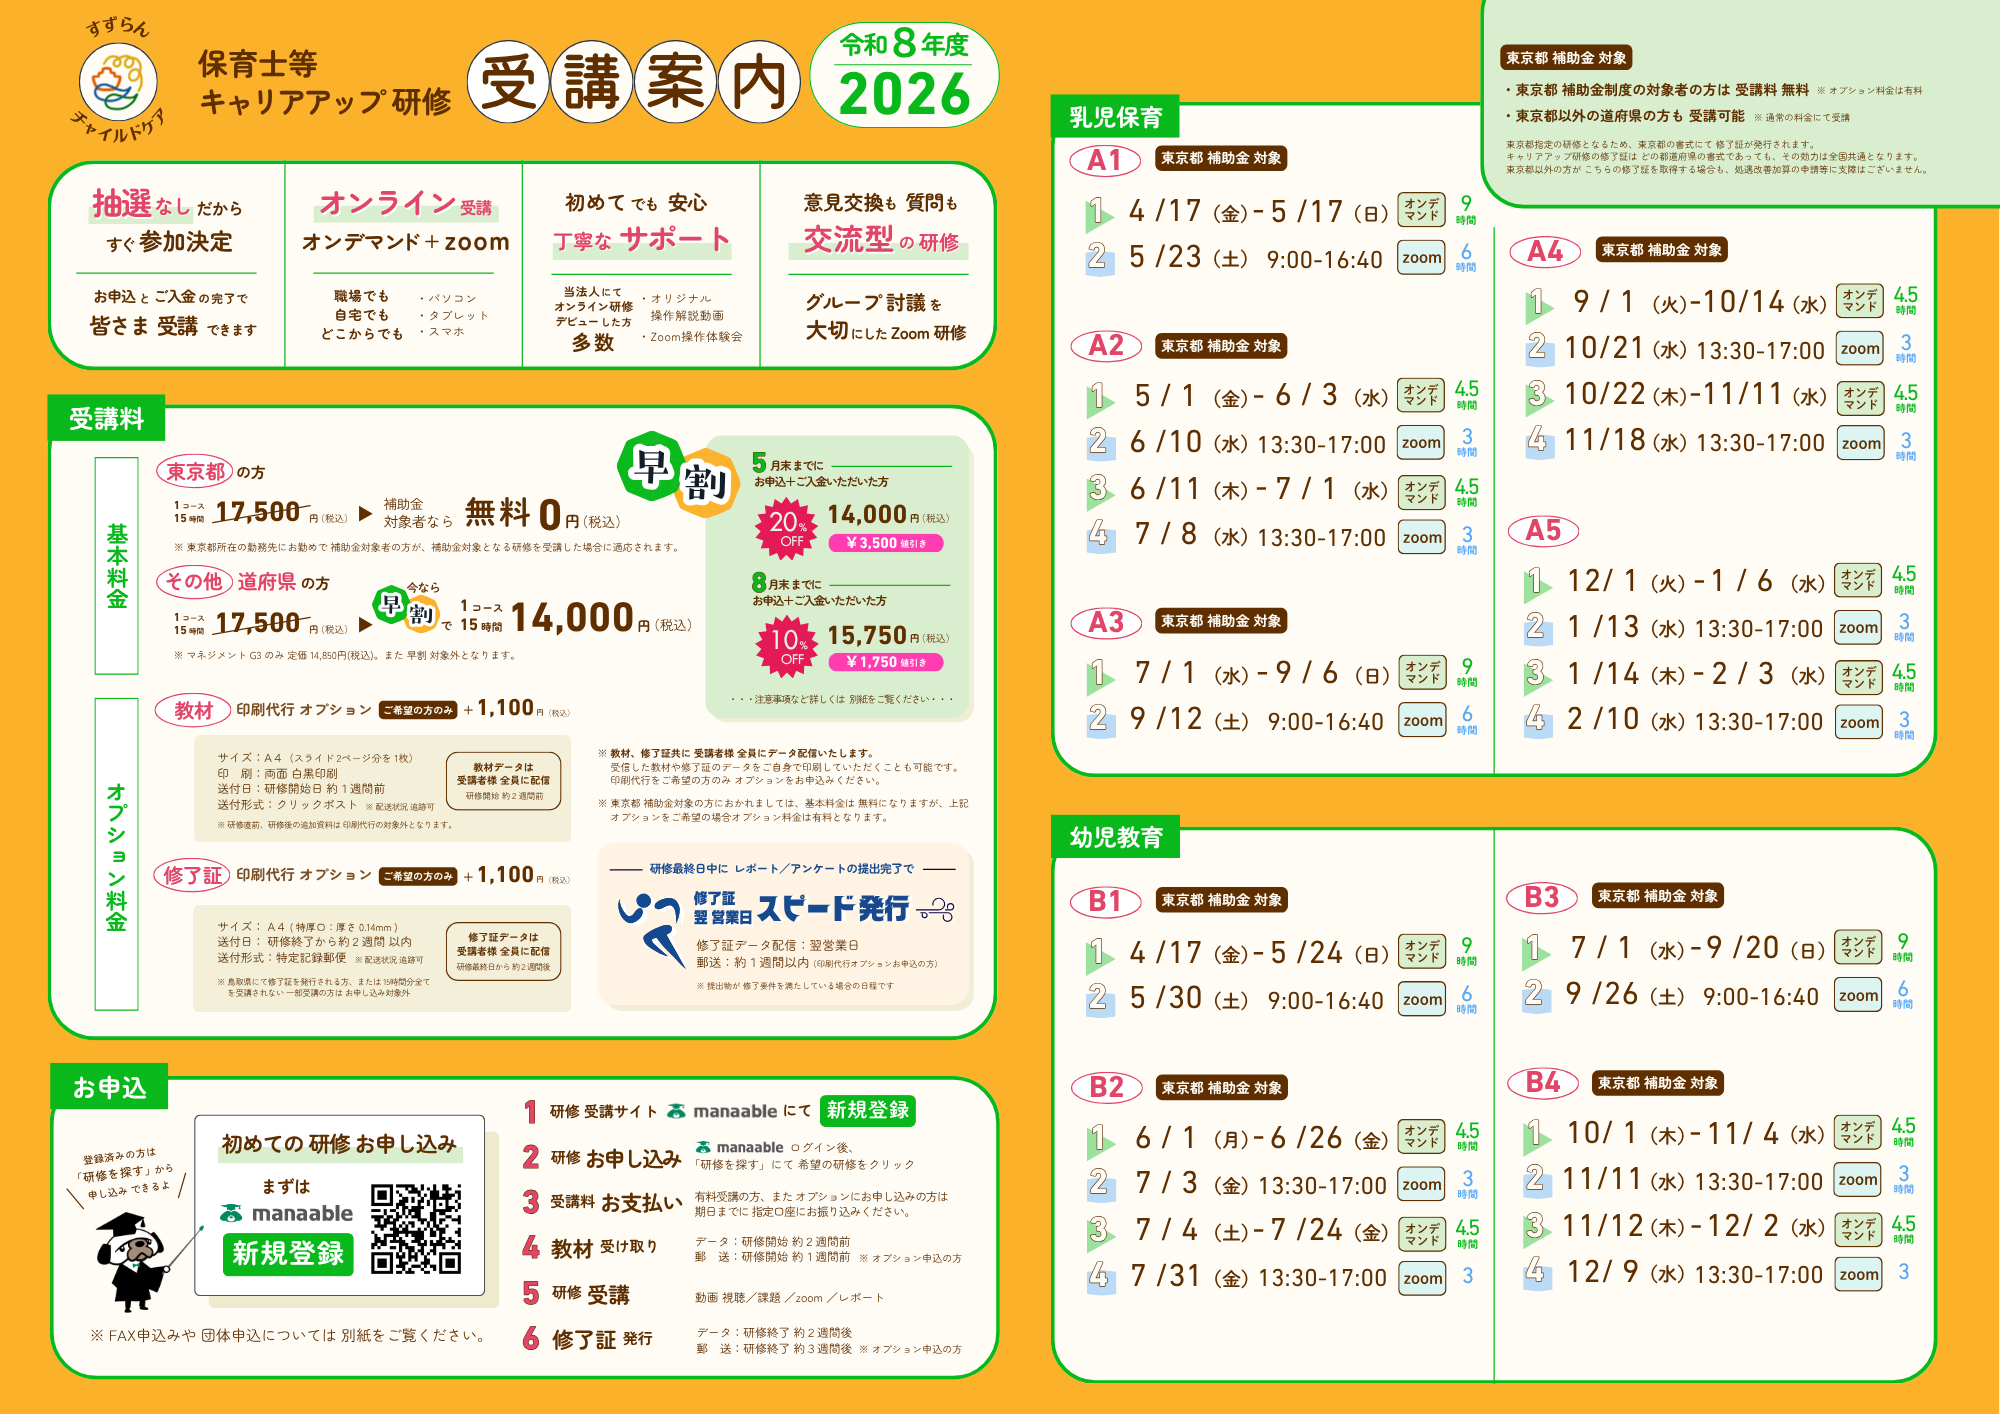 すずらん
チャイルドケア
保育士等
キャリアアップ 研修
受講案内
令和 8 年度
2026
抽選なし だから
すぐ 参加決定
お申込 と ご入金 の完了で
皆さま 受講 できます
オンライン 受講
オンデマンド＋zoom
職場でも
自宅でも
どこからでも
・パソコン
・タブレット
・スマホ
初めて でも 安心
丁寧な サポート
当法人にて
オンライン研修
デビューした方
多数
・オリジナル
操作解説動画
・Zoom操作体験会
意見交換も 質問も
交流型 の 研修
グループ 討議 を
大切にした Zoom 研修
受講料
基本料金
東京都 の方
1コース
15時間
17,500 円（税込）
▶
補助金
対象者なら
無料 0 円（税込）
※ 東京都所在の勤務先にお勤めで 補助金対象者の方が、補助金対象となる研修を受講した場合に適応されます。
その他 道府県 の方
1コース
15時間
17,500 円（税込）
▶
今なら
早割 で
1コース
15時間
14,000 円（税込）
※ マネジメント G3 のみ 定価 14,850円(税込)。また 早割 対象外となります。
早割
5 月末までに
お申込＋ご入金いただいた方
20% OFF
14,000 円（税込）
￥3,500 値引き
8 月末までに
お申込＋ご入金いただいた方
10% OFF
15,750 円（税込）
￥1,750 値引き
・・・注意事項など詳しくは 別紙をご覧ください・・・
オプション料金
教材 印刷代行 オプション ご希望の方のみ ＋1,100 円（税込）
サイズ：A４（スライド2ページ分を 1枚）
印　刷：両面 白黒印刷
送付日：研修開始日 約１週間前
送付形式：クリックポスト ※ 配送状況 追跡可
※ 研修直前、研修後の追加資料は 印刷代行の対象外となります。
教材データは
受講者様 全員に配信
研修開始 約２週間前
修了証 印刷代行 オプション ご希望の方のみ ＋1,100 円（税込）
サイズ： A４ ( 特厚口：厚さ 0.14mm )
送付日： 研修終了から約２週間 以内
送付形式：特定記録郵便 ※ 配送状況 追跡可
※ 鳥取県にて修了証を発行される方、または 15時間分全て
を受講されない 一部受講の方は お申し込み対象外
修了証データは
受講者様 全員に配信
研修最終日から 約２週間後
※ 教材、修了証共に 受講者様 全員にデータ配信いたします。
受信した教材や修了証のデータをご自身で印刷していただくことも可能です。
印刷代行をご希望の方のみ オプションをお申込みください。
※ 東京都 補助金対象の方におかれましては、基本料金は 無料になりますが、上記
オプションをご希望の場合オプション料金は有料となります。
研修最終日中に レポート／アンケートの提出完了で
修了証
翌 営業日 スピード発行
修了証データ配信：翌営業日
郵送：約１週間以内（印刷代行オプションお申込の方）
※ 提出物が 修了要件を満たしている場合の日程です
お申込
登録済みの方は
「研修を探す」から
申し込み できるよ
初めての 研修 お申し込み
まずは
manaable
新規登録
※ FAX申込みや 団体申込については 別紙をご覧ください。
1 研修 受講サイト manaable にて 新規登録
2 研修 お申し込み
manaable ログイン後、
「研修を探す」にて 希望の研修をクリック
3 受講料 お支払い
有料受講の方、また オプションにお申し込みの方は
期日までに 指定口座にお振り込みください。
4 教材 受け取り
データ：研修開始 約２週間前
郵　送：研修開始 約１週間前 ※ オプション申込の方
5 研修 受講
動画 視聴／課題 ／zoom ／レポート
6 修了証 発行
データ：研修終了 約２週間後
郵　送：研修終了 約３週間後 ※ オプション申込の方
東京都 補助金 対象
・東京都 補助金制度の対象者の方は 受講料 無料 ※ オプション料金は有料
・東京都以外の道府県の方も 受講可能 ※ 通常の料金にて受講
東京都指定の研修となるため、東京都の書式にて 修了証が発行されます。
キャリアアップ研修の修了証は どの都道府県の書式であっても、その効力は全国共通となります。
東京都以外の方が こちらの修了証を取得する場合も、処遇改善加算の申請等に支障はございません。
乳児保育
A1 東京都 補助金 対象
1 4 /17（金）- 5 /17（日） オンデマンド 9時間
2 5 /23（土） 9:00-16:40 zoom 6時間
A2 東京都 補助金 対象
1 5 / 1 （金）- 6 / 3 （水） オンデマンド 4.5時間
2 6 /10（水）13:30-17:00 zoom 3時間
3 6 /11（木）- 7 / 1 （水） オンデマンド 4.5時間
4 7 / 8 （水）13:30-17:00 zoom 3時間
A3 東京都 補助金 対象
1 7 / 1 （水）- 9 / 6 （日） オンデマンド 9時間
2 9 /12（土） 9:00-16:40 zoom 6時間
A4 東京都 補助金 対象
1 9 / 1 （火）-10/14（水） オンデマンド 4.5時間
2 10/21（水）13:30-17:00 zoom 3時間
3 10/22（木）-11/11（水） オンデマンド 4.5時間
4 11/18（水）13:30-17:00 zoom 3時間
A5
1 12/ 1 （火）- 1 / 6 （水） オンデマンド 4.5時間
2 1 /13（水）13:30-17:00 zoom 3時間
3 1 /14（木）- 2 / 3 （水） オンデマンド 4.5時間
4 2 /10（水）13:30-17:00 zoom 3時間
幼児教育
B1 東京都 補助金 対象
1 4 /17（金）- 5 /24（日） オンデマンド 9時間
2 5 /30（土） 9:00-16:40 zoom 6時間
B2 東京都 補助金 対象
1 6 / 1 （月）- 6 /26（金） オンデマンド 4.5時間
2 7 / 3 （金）13:30-17:00 zoom 3時間
3 7 / 4 （土）- 7 /24（金） オンデマンド 4.5時間
4 7 /31（金）13:30-17:00 zoom 3
B3 東京都 補助金 対象
1 7 / 1 （水）- 9 /20（日） オンデマンド 9時間
2 9 /26（土） 9:00-16:40 zoom 6時間
B4 東京都 補助金 対象
1 10/ 1 （木）-11/ 4 （水） オンデマンド 4.5時間
2 11/11（水）13:30-17:00 zoom 3時間
3 11/12（木）-12/ 2 （水） オンデマンド 4.5時間
4 12/ 9 （水）13:30-17:00 zoom 3